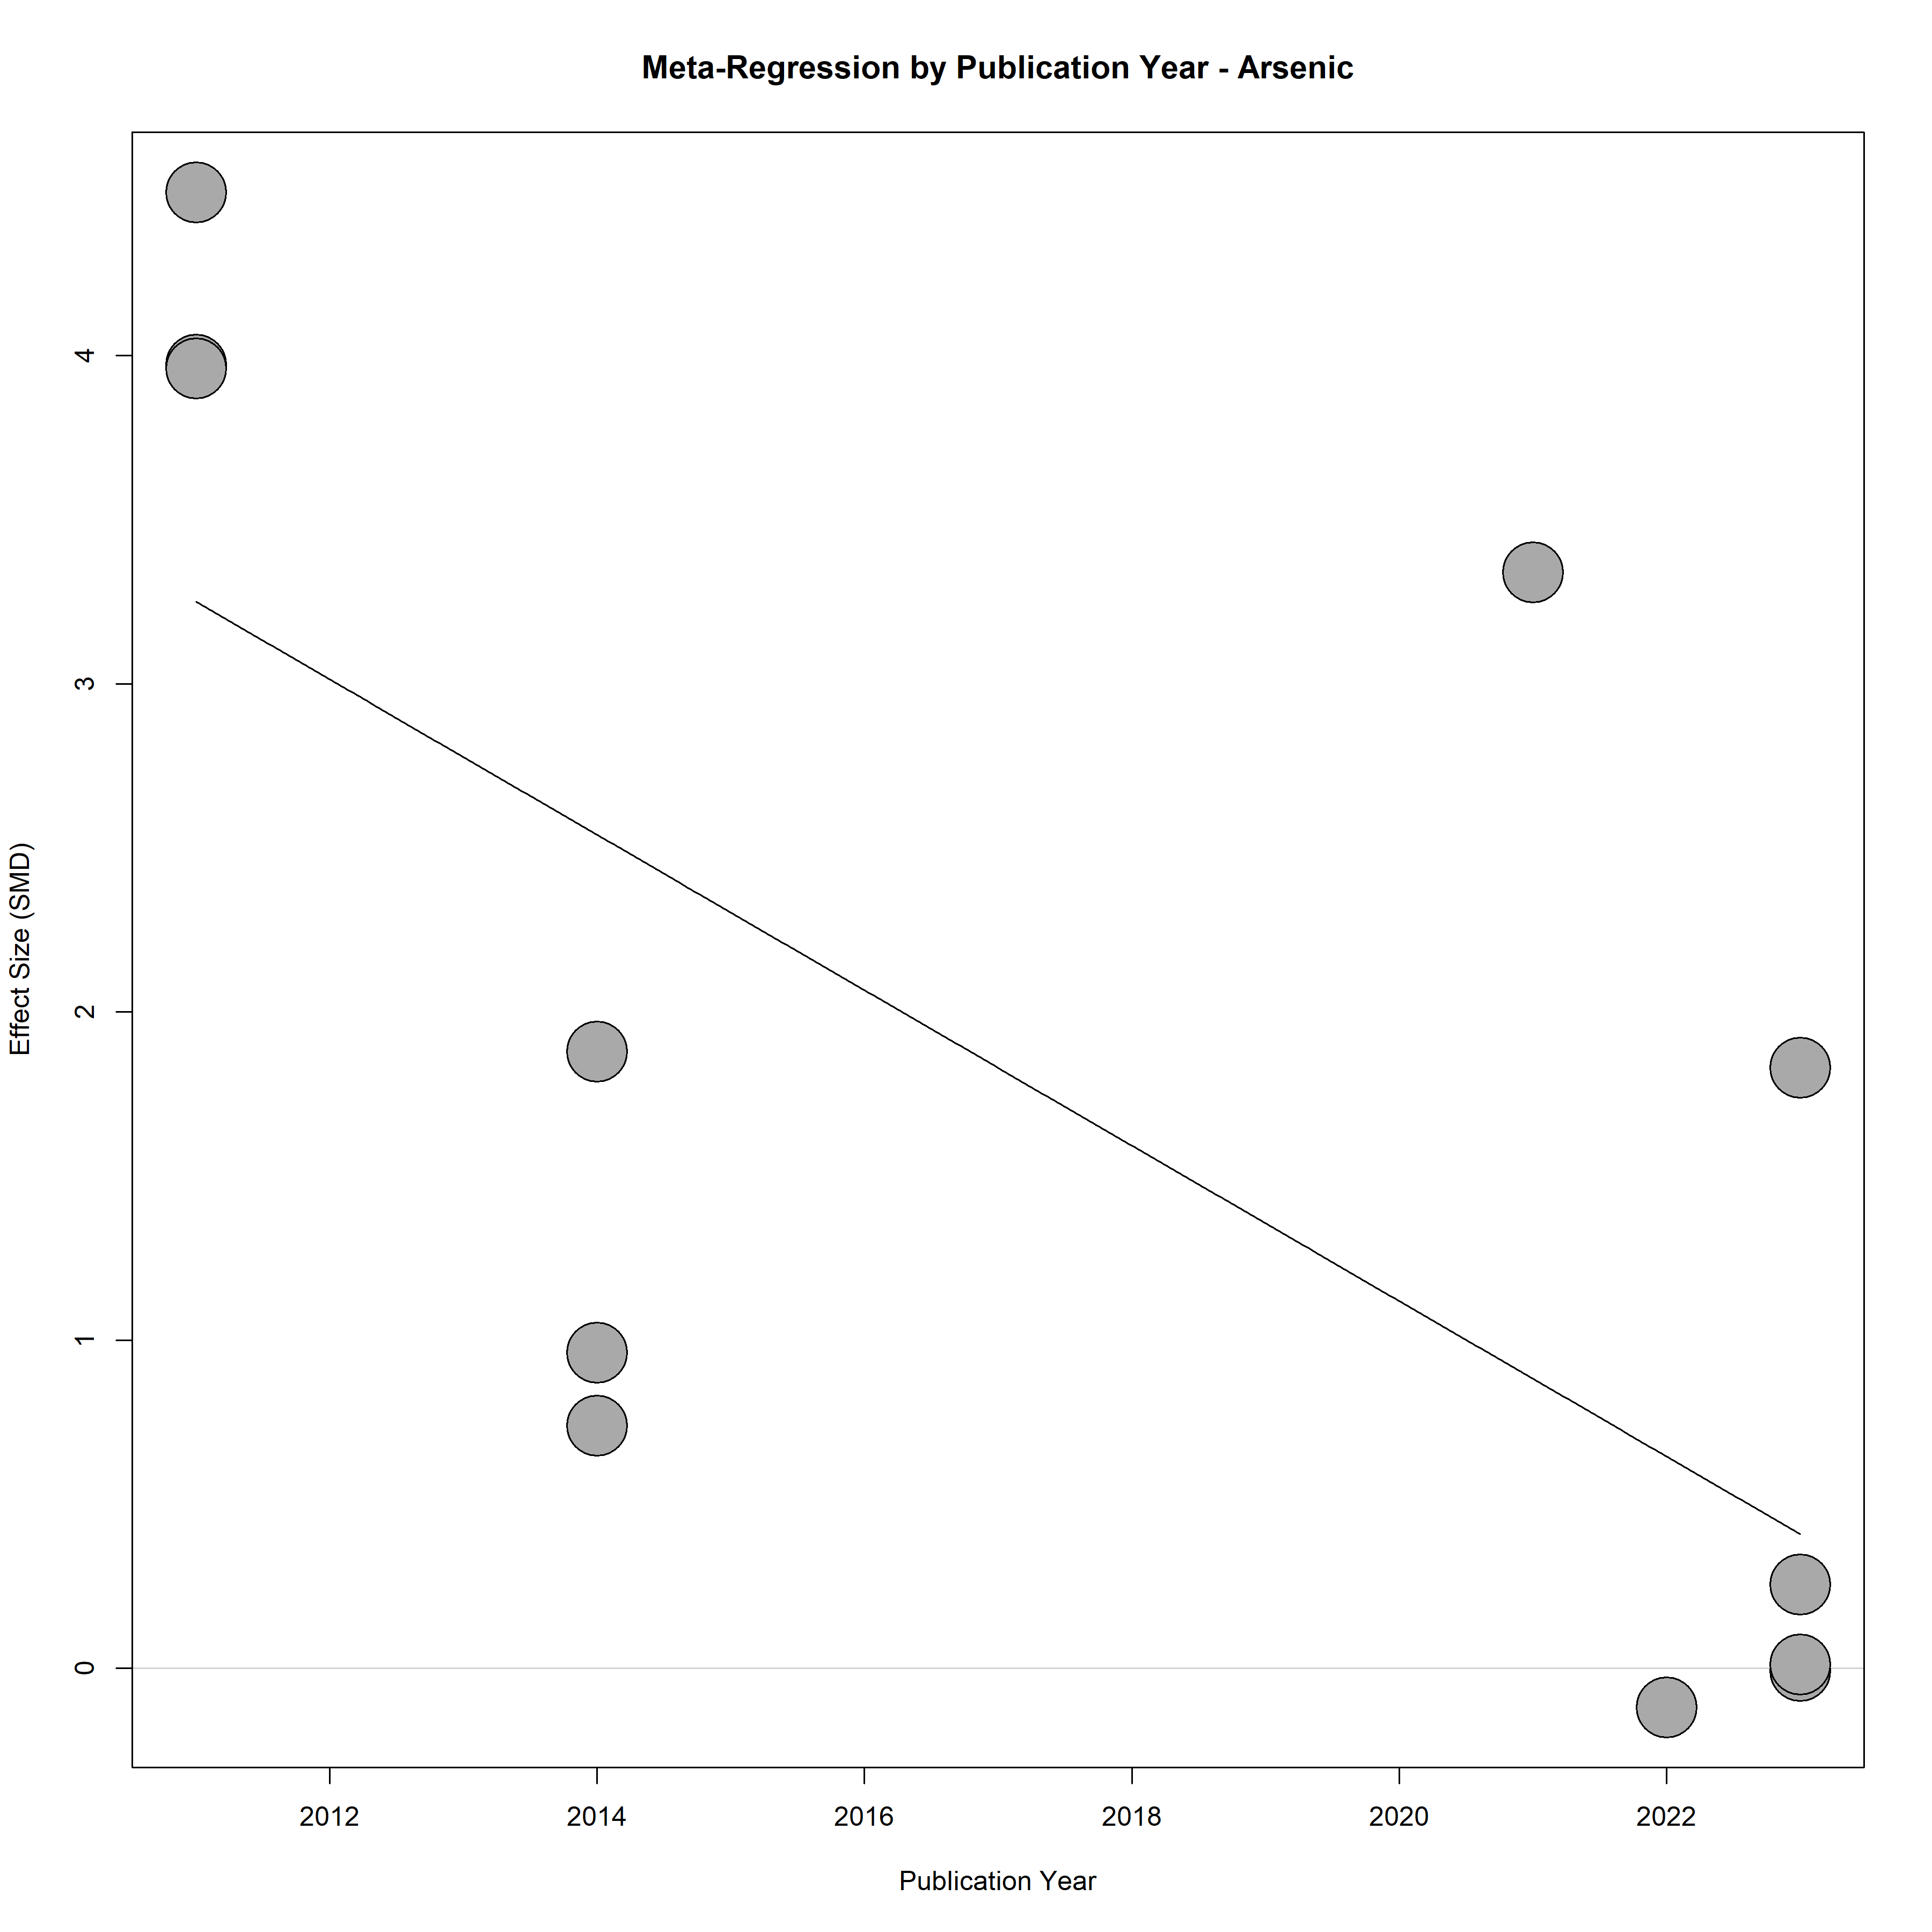 Meta-Regression by Publication Year - Arsenic
4
3
2
1
0
Effect Size (SMD)
2012 2014 2016 2018 2020 2022
Publication Year